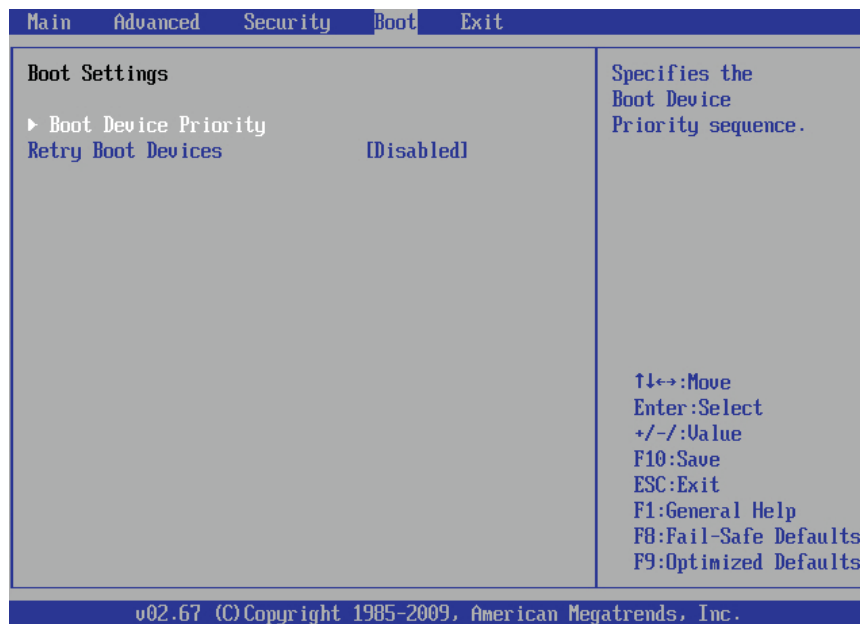 Main Advanced Security Boot Exit
Boot Settings
▶ Boot Device Priority
Retry Boot Devices [Disabled]
Specifies the
Boot Device
Priority sequence.
↑↓←→:Move
Enter:Select
+/-/:Value
F10:Save
ESC:Exit
F1:General Help
F8:Fail-Safe Defaults
F9:Optimized Defaults
v02.67 (C)Copyright 1985-2009, American Megatrends, Inc.